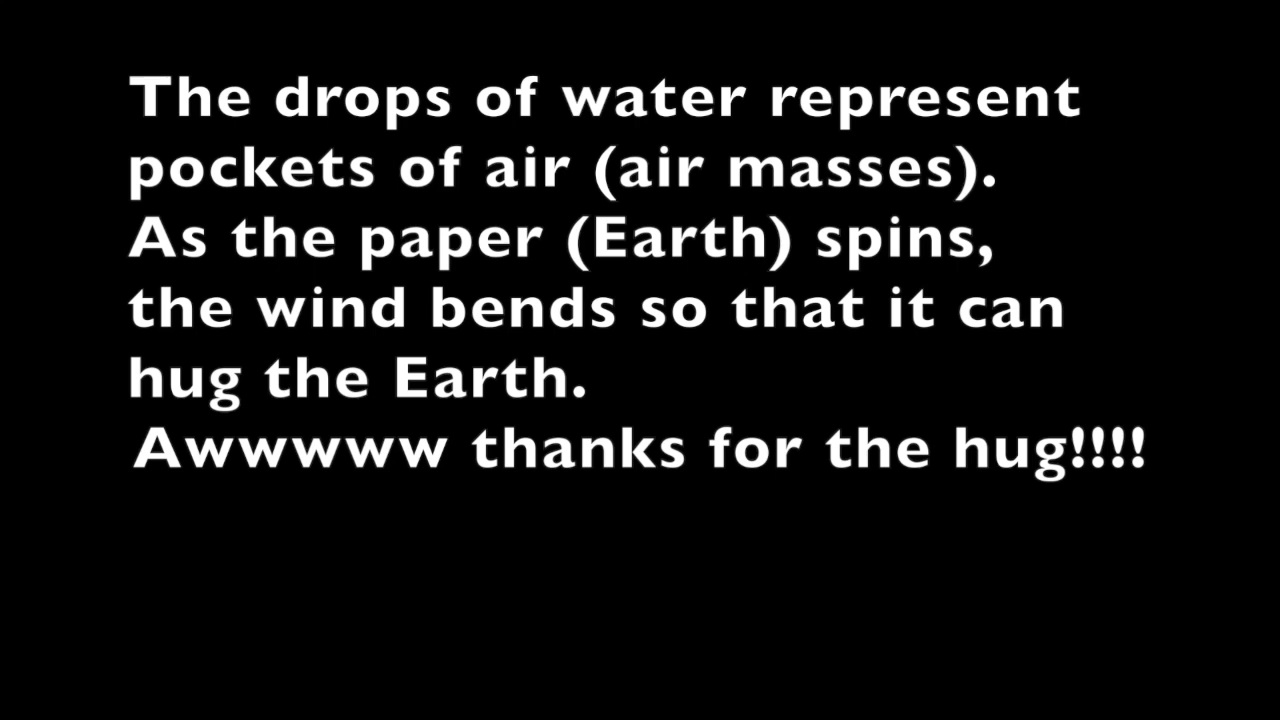 The drops of water represent
pockets of air (air masses).
As the paper (Earth) spins,
the wind bends so that it can
hug the Earth.
Awwwww thanks for the hug!!!!